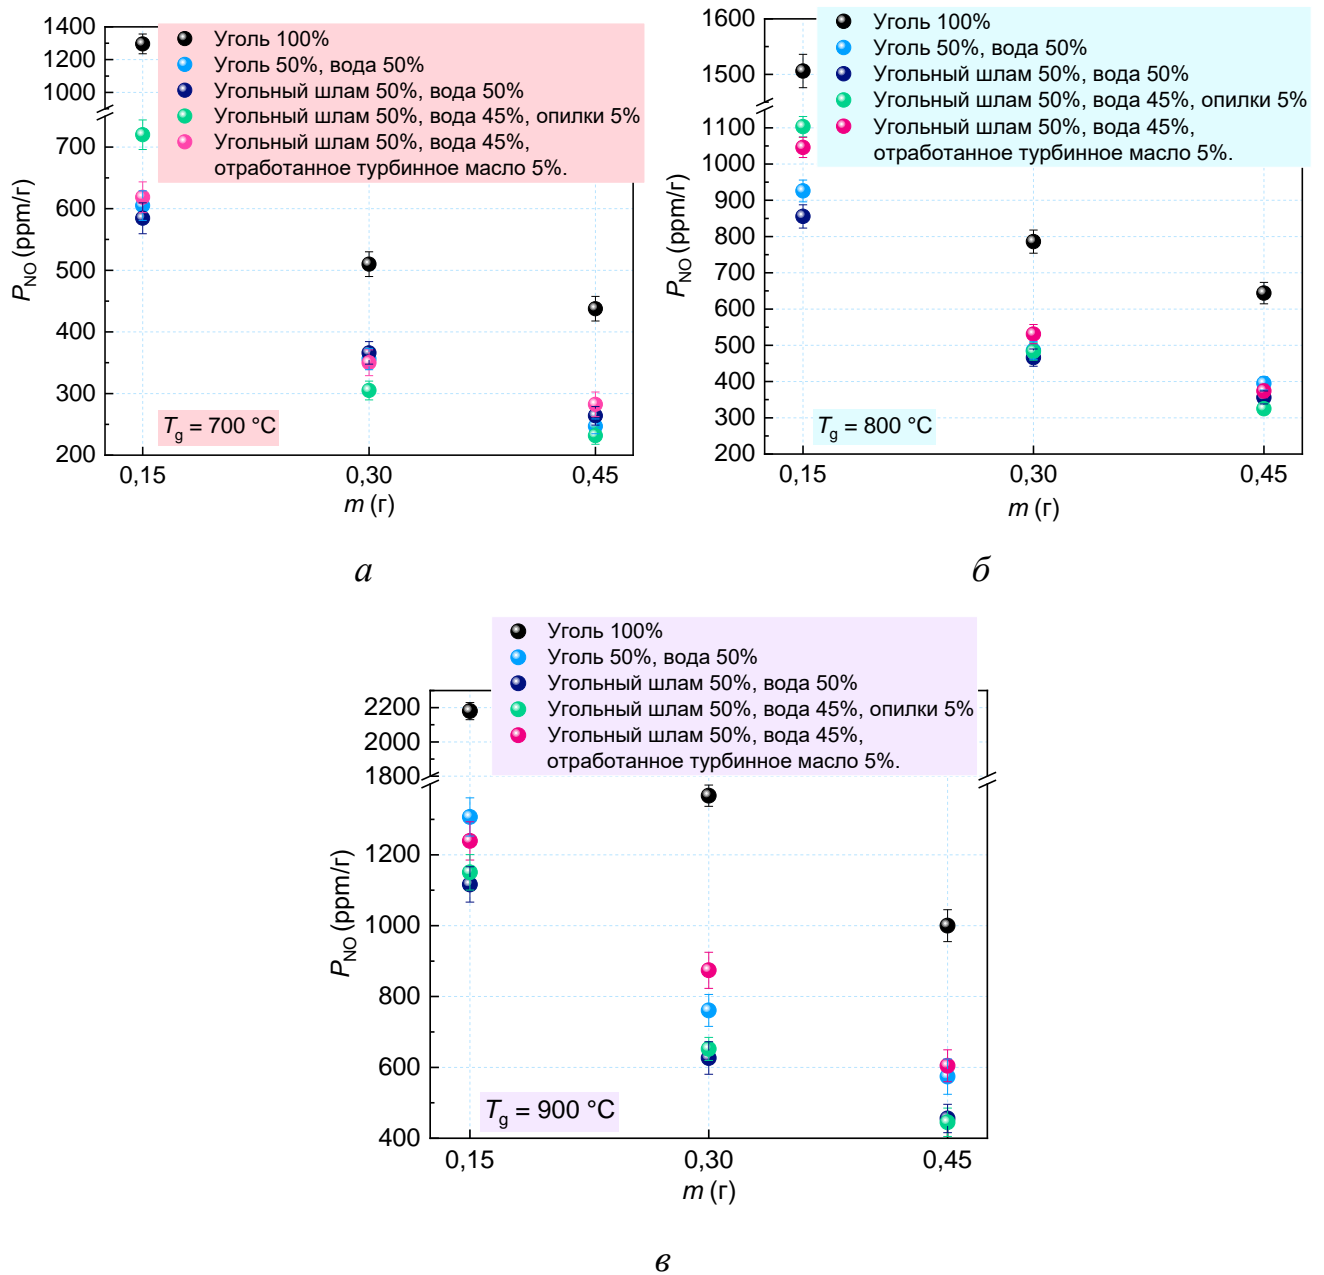 1400
1300
1200
1000
700
600
500
400
300
200
P_NO (ppm/г)
Уголь 100%
Уголь 50%, вода 50%
Угольный шлам 50%, вода 50%
Угольный шлам 50%, вода 45%, опилки 5%
Угольный шлам 50%, вода 45%,
отработанное турбинное масло 5%.
T_g = 700 °C
0,15 0,30 0,45
m (г)
а
1600
1500
1100
1000
900
800
700
600
500
400
300
200
P_NO (ppm/г)
Уголь 100%
Уголь 50%, вода 50%
Угольный шлам 50%, вода 50%
Угольный шлам 50%, вода 45%, опилки 5%
Угольный шлам 50%, вода 45%,
отработанное турбинное масло 5%.
T_g = 800 °C
0,15 0,30 0,45
m (г)
б
2200
2000
1800
1200
1000
800
600
400
P_NO (ppm/г)
Уголь 100%
Уголь 50%, вода 50%
Угольный шлам 50%, вода 50%
Угольный шлам 50%, вода 45%, опилки 5%
Угольный шлам 50%, вода 45%,
отработанное турбинное масло 5%.
T_g = 900 °C
0,15 0,30 0,45
m (г)
в